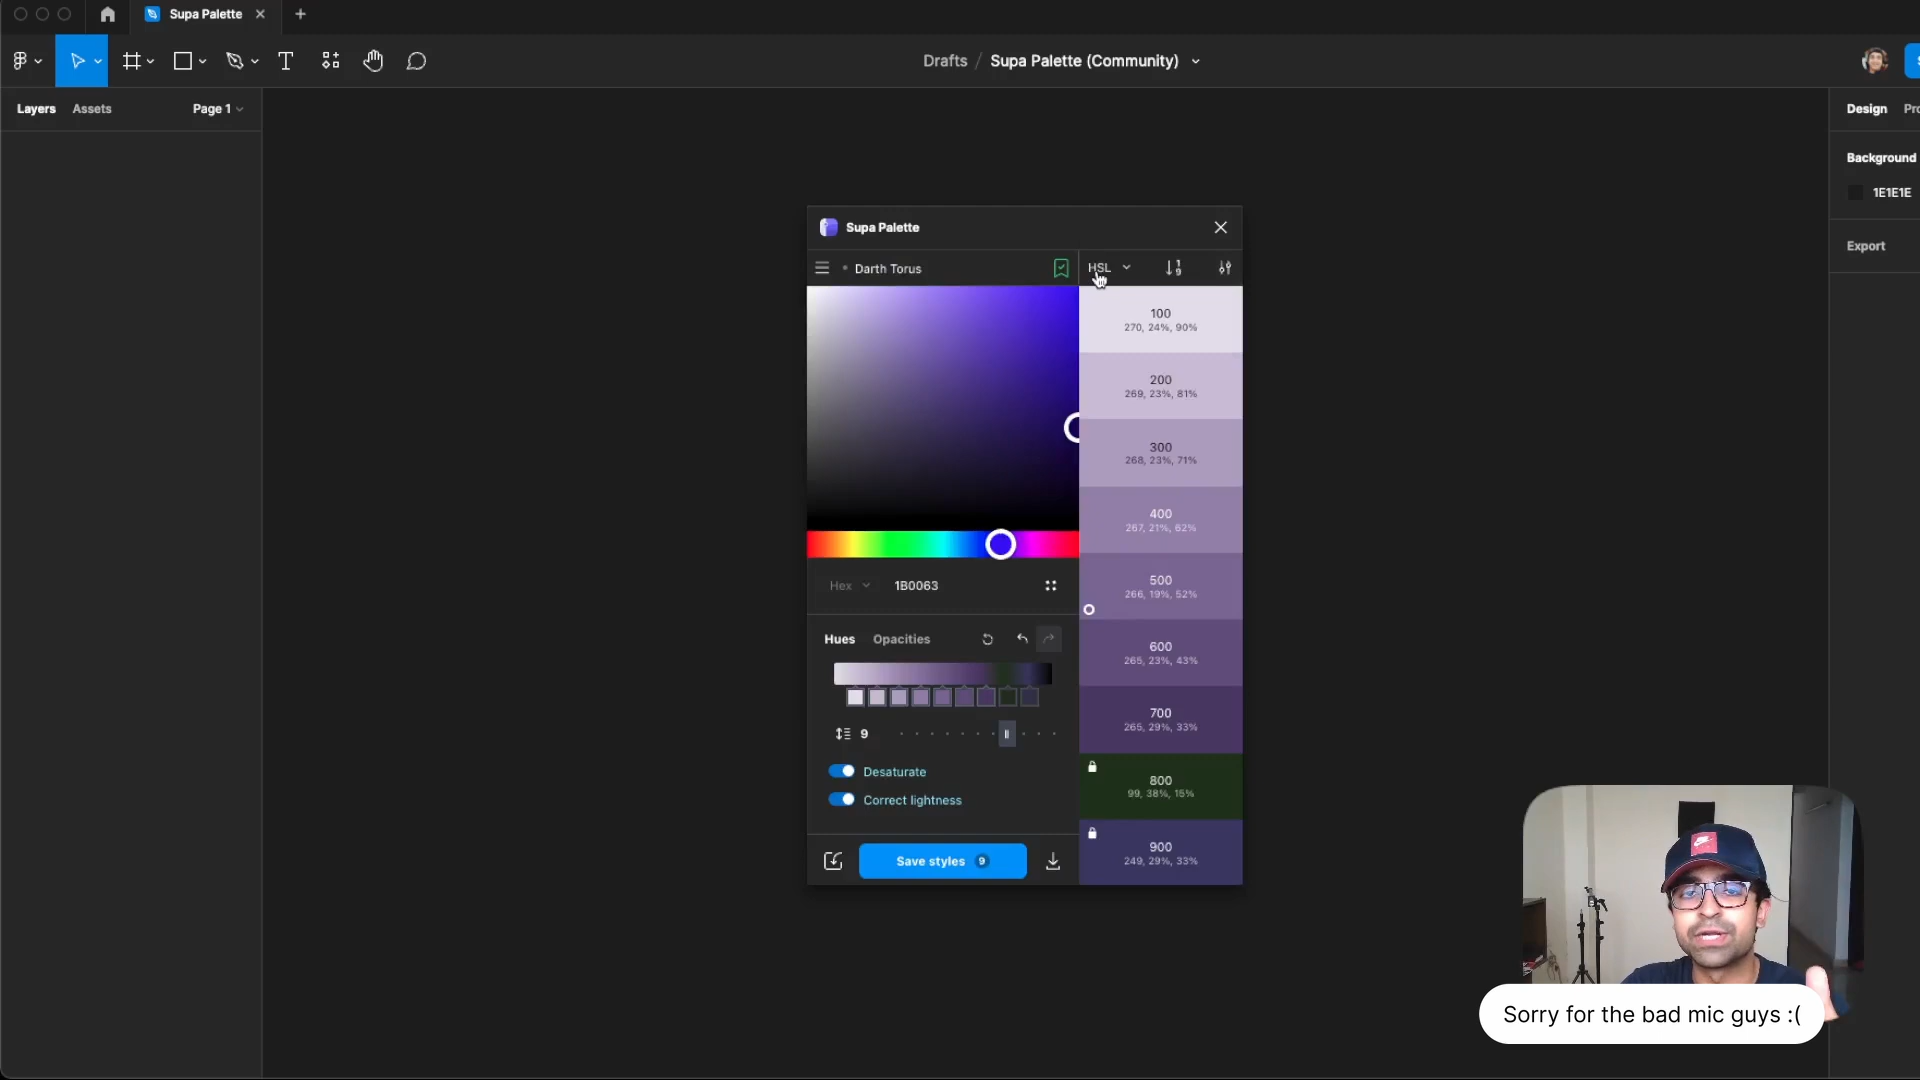 Supa Palette
Drafts / Supa Palette (Community)
Layers Assets Page 1
Design Pro
Background
1E1E1E
Export
Supa Palette
Darth Torus
HSL
1
9
100
270, 24%, 90%
200
269, 23%, 81%
300
268, 23%, 71%
400
267, 21%, 62%
500
266, 19%, 52%
600
265, 23%, 43%
700
265, 29%, 33%
800
99, 38%, 15%
900
249, 29%, 33%
Hex 1B0063
Hues Opacities
9
Desaturate
Correct lightness
Save styles 9
Sorry for the bad mic guys :(